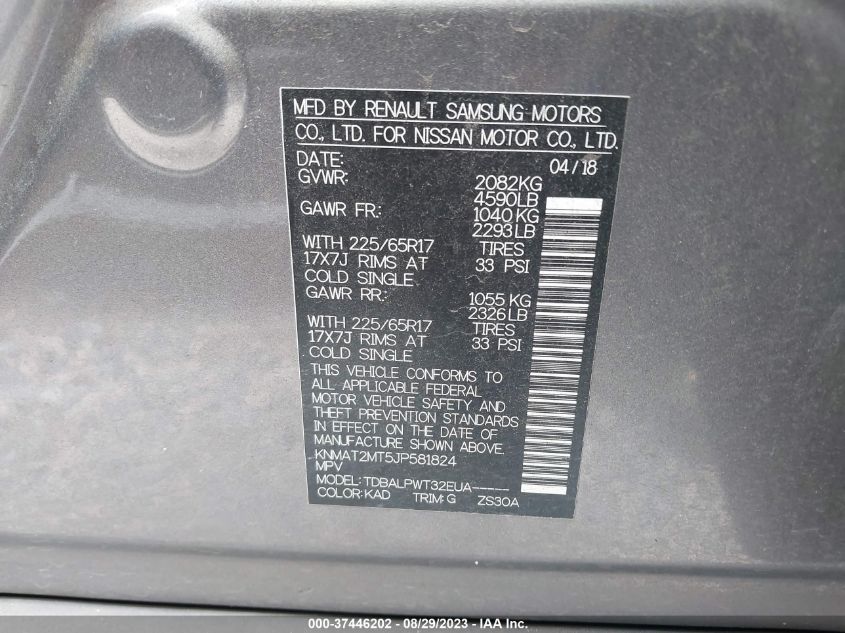 MFD BY RENAULT SAMSUNG MOTORS
CO., LTD. FOR NISSAN MOTOR CO., LTD.
DATE: 04/18
GVWR: 2082KG
4590LB
GAWR FR: 1040KG
2293LB
WITH 225/65R17 TIRES
17X7J RIMS AT 33 PSI
COLD SINGLE
GAWR RR: 1055KG
2326LB
WITH 225/65R17 TIRES
17X7J RIMS AT 33 PSI
COLD SINGLE
THIS VEHICLE CONFORMS TO
ALL APPLICABLE FEDERAL
MOTOR VEHICLE SAFETY AND
THEFT PREVENTION STANDARDS
IN EFFECT ON THE DATE OF
MANUFACTURE SHOWN ABOVE.
KNMAT2MT5JP581824
MPV
MODEL: TDBALPWT32EUA-----
COLOR: KAD TRIM: G ZS30A
000-37446202 - 08/29/2023 - IAA Inc.